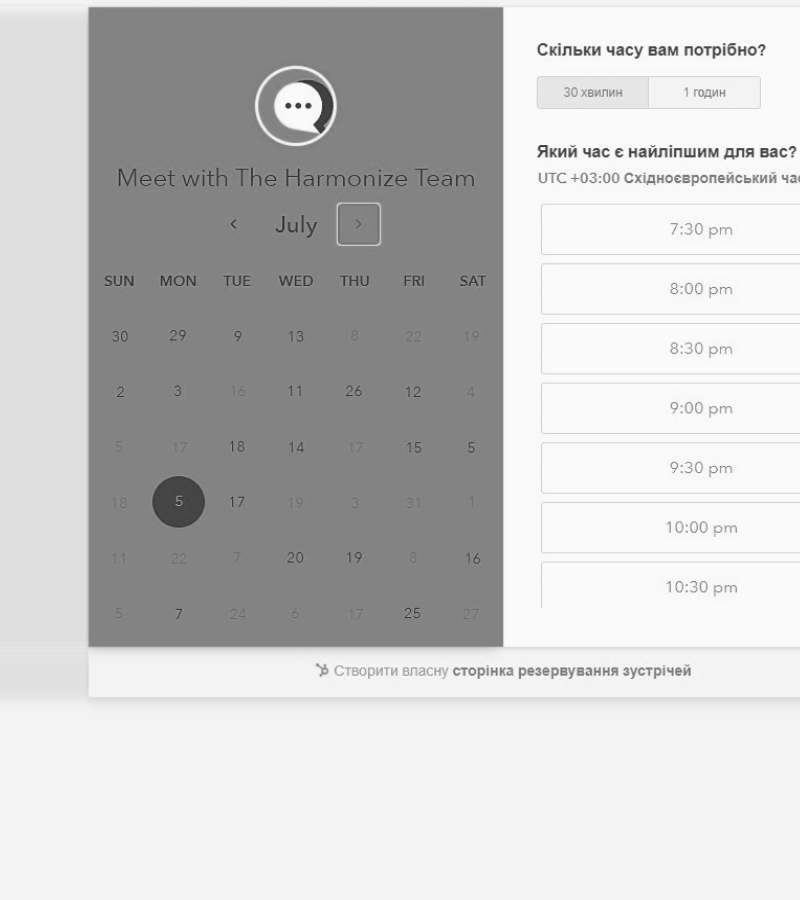 Meet with The Harmonize Team
July
SUN MON TUE WED THU FRI SAT
30 29 9 13 8 22 19
2 3 16 11 26 12 4
5 17 18 14 17 15 5
18 5 17 19 3 31 1
11 22 7 20 19 8 16
5 7 24 6 17 25 27
Скільки часу вам потрібно?
30 хвилин 1 годин
Який час є найліпшим для вас?
UTC +03:00 Східноєвропейський час
7:30 pm
8:00 pm
8:30 pm
9:00 pm
9:30 pm
10:00 pm
10:30 pm
Створити власну сторінка резервування зустрічей